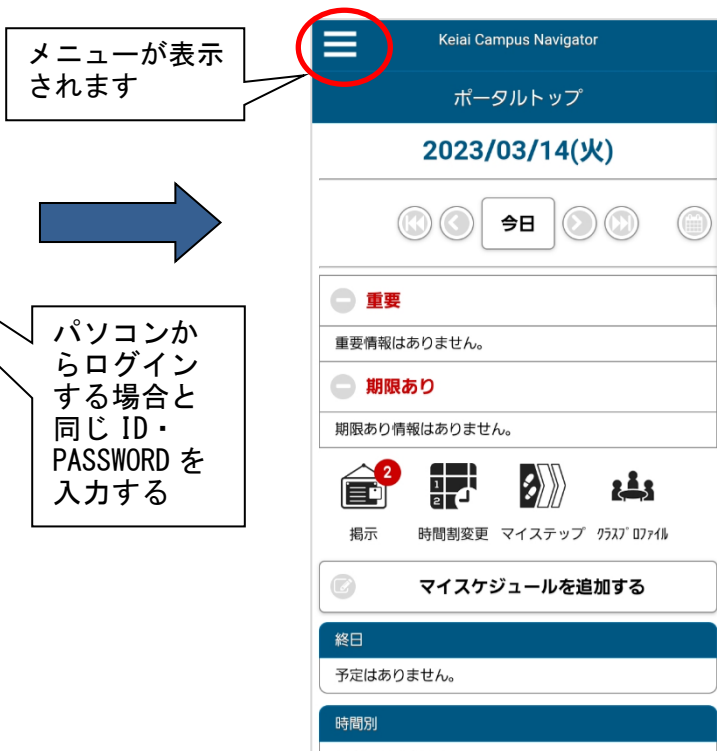 メニューが表示
されます
Keiai Campus Navigator
ポータルトップ
2023/03/14(火)
今日
重要
重要情報はありません。
期限あり
期限あり情報はありません。
パソコンか
らログイン
する場合と
同じ ID・
PASSWORD を
入力する
2
1
2
掲示 時間割変更 マイステップ ｸﾗｽﾌﾟﾛﾌｧｲﾙ
マイスケジュールを追加する
終日
予定はありません。
時間別